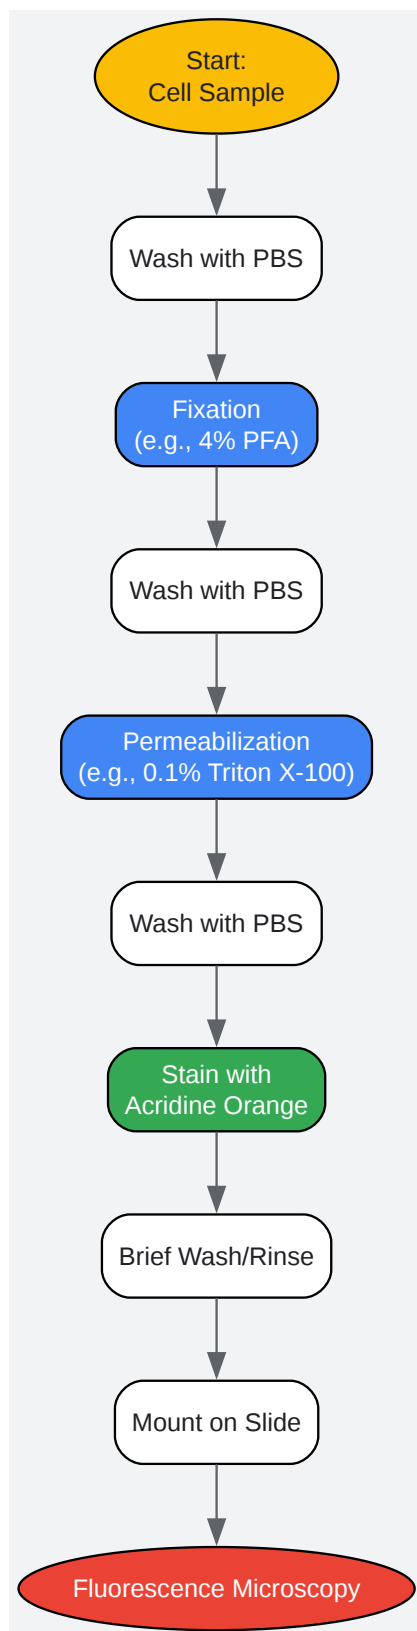 Start:
Cell Sample
Wash with PBS
Fixation
(e.g., 4% PFA)
Wash with PBS
Permeabilization
(e.g., 0.1% Triton X-100)
Wash with PBS
Stain with
Acridine Orange
Brief Wash/Rinse
Mount on Slide
Fluorescence Microscopy